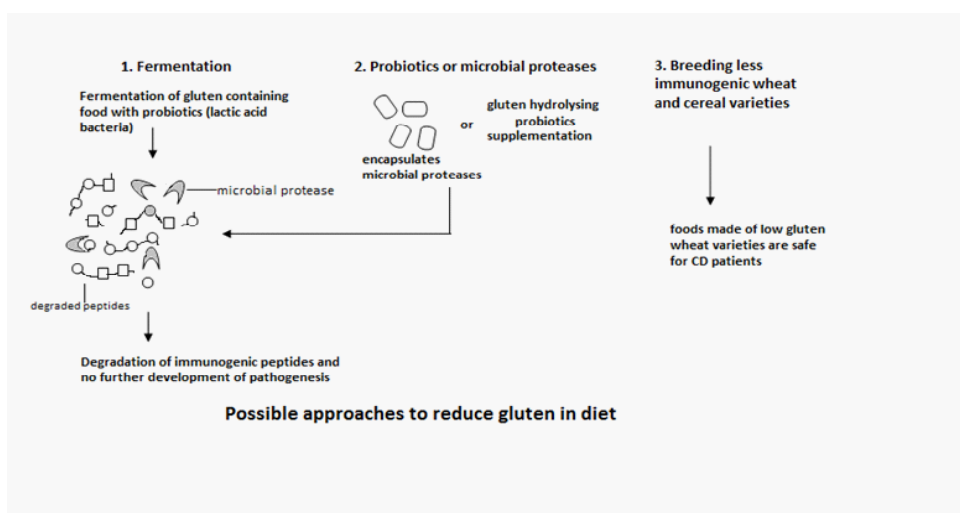 1. Fermentation
Fermentation of gluten containing
food with probiotics (lactic acid
bacteria)
microbial protease
degraded peptides
Degradation of immunogenic peptides and
no further development of pathogenesis
2. Probiotics or microbial proteases
or
gluten hydrolysing
probiotics
supplementation
encapsulates
microbial proteases
3. Breeding less
immunogenic wheat
and cereal varieties
foods made of low gluten
wheat varieties are safe
for CD patients
Possible approaches to reduce gluten in diet